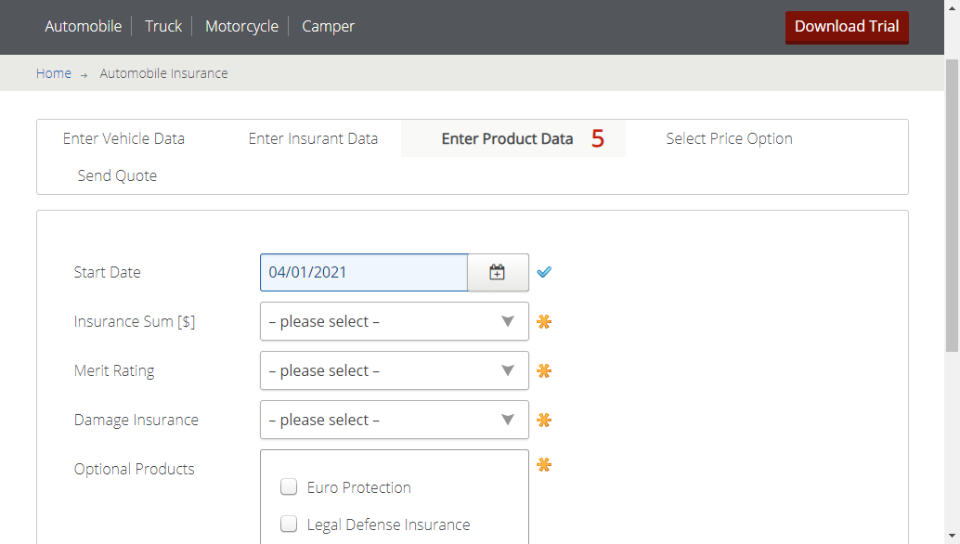 Automobile Truck Motorcycle Camper Download Trial
Home → Automobile Insurance
Enter Vehicle Data Enter Insurant Data Enter Product Data 5 Select Price Option
Send Quote
Start Date 04/01/2021
Insurance Sum [$] – please select –
Merit Rating – please select –
Damage Insurance – please select –
Optional Products
Euro Protection
Legal Defense Insurance